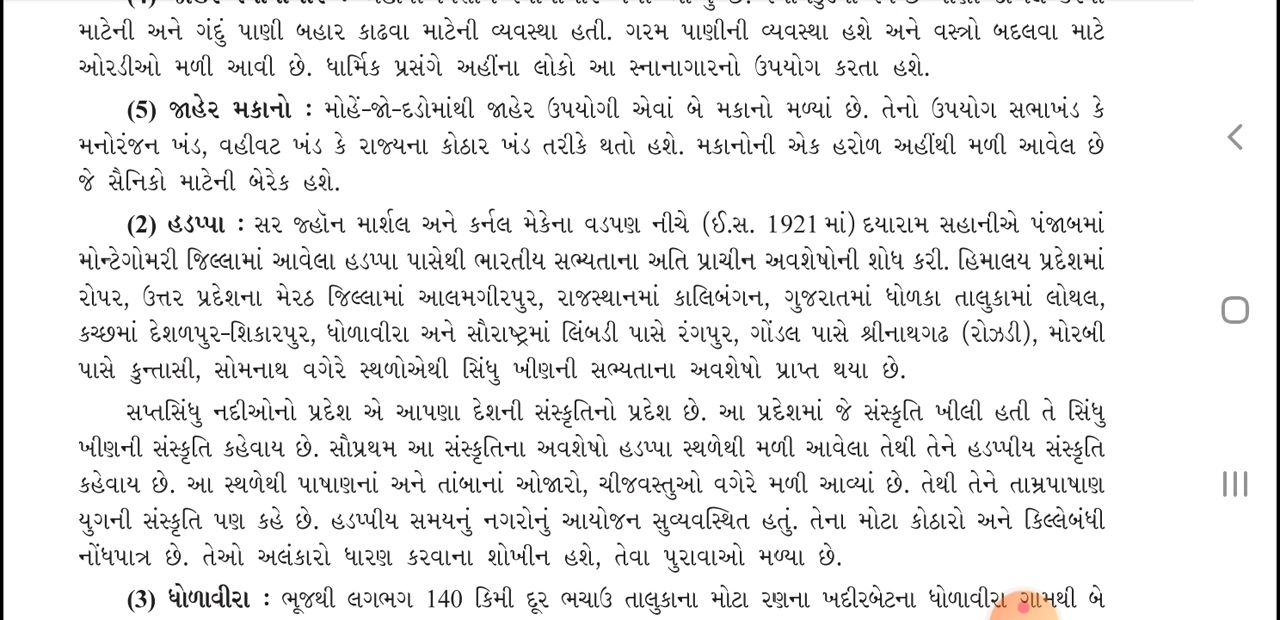 માટેની અને ગંદું પાણી બહાર કાઢવા માટેની વ્યવસ્થા હતી. ગરમ પાણીની વ્યવસ્થા હશે અને વસ્ત્રો બદલવા માટે
ઓરડીઓ મળી આવી છે. ધાર્મિક પ્રસંગે અહીંના લોકો આ સ્નાનાગારનો ઉપયોગ કરતા હશે.
(5) જાહેર મકાનો : મોહેં-જો-દડોમાંથી જાહેર ઉપયોગી એવાં બે મકાનો મળ્યાં છે. તેનો ઉપયોગ સભાખંડ કે
મનોરંજન ખંડ, વહીવટ ખંડ કે રાજ્યના કોઠાર ખંડ તરીકે થતો હશે. મકાનોની એક હરોળ અહીંથી મળી આવેલ છે
જે સૈનિકો માટેની બેરેક હશે.
(2) હડપ્પા : સર જ્હૉન માર્શલ અને કર્નલ મેકેના વડપણ નીચે (ઈ.સ. 1921માં) દયારામ સહાનીએ પંજાબમાં
મોન્ટેગોમરી જિલ્લામાં આવેલા હડપ્પા પાસેથી ભારતીય સભ્યતાના અતિ પ્રાચીન અવશેષોની શોધ કરી. હિમાલય પ્રદેશમાં
રોપર, ઉત્તર પ્રદેશના મેરઠ જિલ્લામાં આલમગીરપુર, રાજસ્થાનમાં કાલિબંગન, ગુજરાતમાં ધોળકા તાલુકામાં લોથલ,
કચ્છમાં દેશળપુર-શિકારપુર, ધોળાવીરા અને સૌરાષ્ટ્રમાં લિંબડી પાસે રંગપુર, ગોંડલ પાસે શ્રીનાથગઢ (રોઝડી), મોરબી
પાસે કુન્તાસી, સોમનાથ વગેરે સ્થળોએથી સિંધુ ખીણની સભ્યતાના અવશેષો પ્રાપ્ત થયા છે.
સપ્તસિંધુ નદીઓનો પ્રદેશ એ આપણા દેશની સંસ્કૃતિનો પ્રદેશ છે. આ પ્રદેશમાં જે સંસ્કૃતિ ખીલી હતી તે સિંધુ
ખીણની સંસ્કૃતિ કહેવાય છે. સૌપ્રથમ આ સંસ્કૃતિના અવશેષો હડપ્પા સ્થળેથી મળી આવેલા તેથી તેને હડપ્પીય સંસ્કૃતિ
કહેવાય છે. આ સ્થળેથી પાષાણનાં અને તાંબાનાં ઓજારો, ચીજવસ્તુઓ વગેરે મળી આવ્યાં છે. તેથી તેને તામ્રપાષાણ
યુગની સંસ્કૃતિ પણ કહે છે. હડપ્પીય સમયનું નગરોનું આયોજન સુવ્યવસ્થિત હતું. તેના મોટા કોઠારો અને કિલ્લેબંધી
નોંધપાત્ર છે. તેઓ અલંકારો ધારણ કરવાના શોખીન હશે, તેવા પુરાવાઓ મળ્યા છે.
(3) ધોળાવીરા : ભૂજથી લગભગ 140 કિમી દૂર ભચાઉ તાલુકાના મોટા રણના ખદીરબેટના ધોળાવીરા ગામથી બે